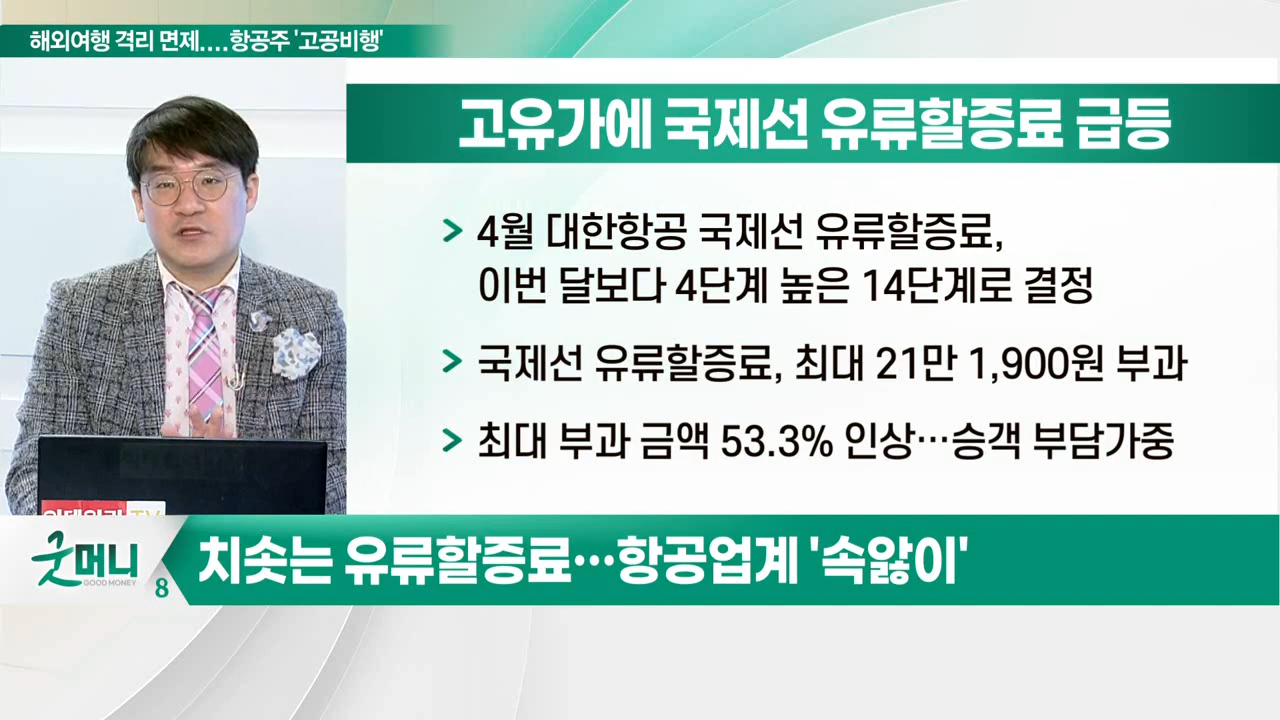 해외여행 격리 면제....항공주 '고공비행'
고유가에 국제선 유류할증료 급등
> 4월 대한항공 국제선 유류할증료,
이번 달보다 4단계 높은 14단계로 결정
> 국제선 유류할증료, 최대 21만 1,900원 부과
> 최대 부과 금액 53.3% 인상…승객 부담가중
이데일리 TV
굿머니
GOOD MONEY
8
치솟는 유류할증료…항공업계 '속앓이'